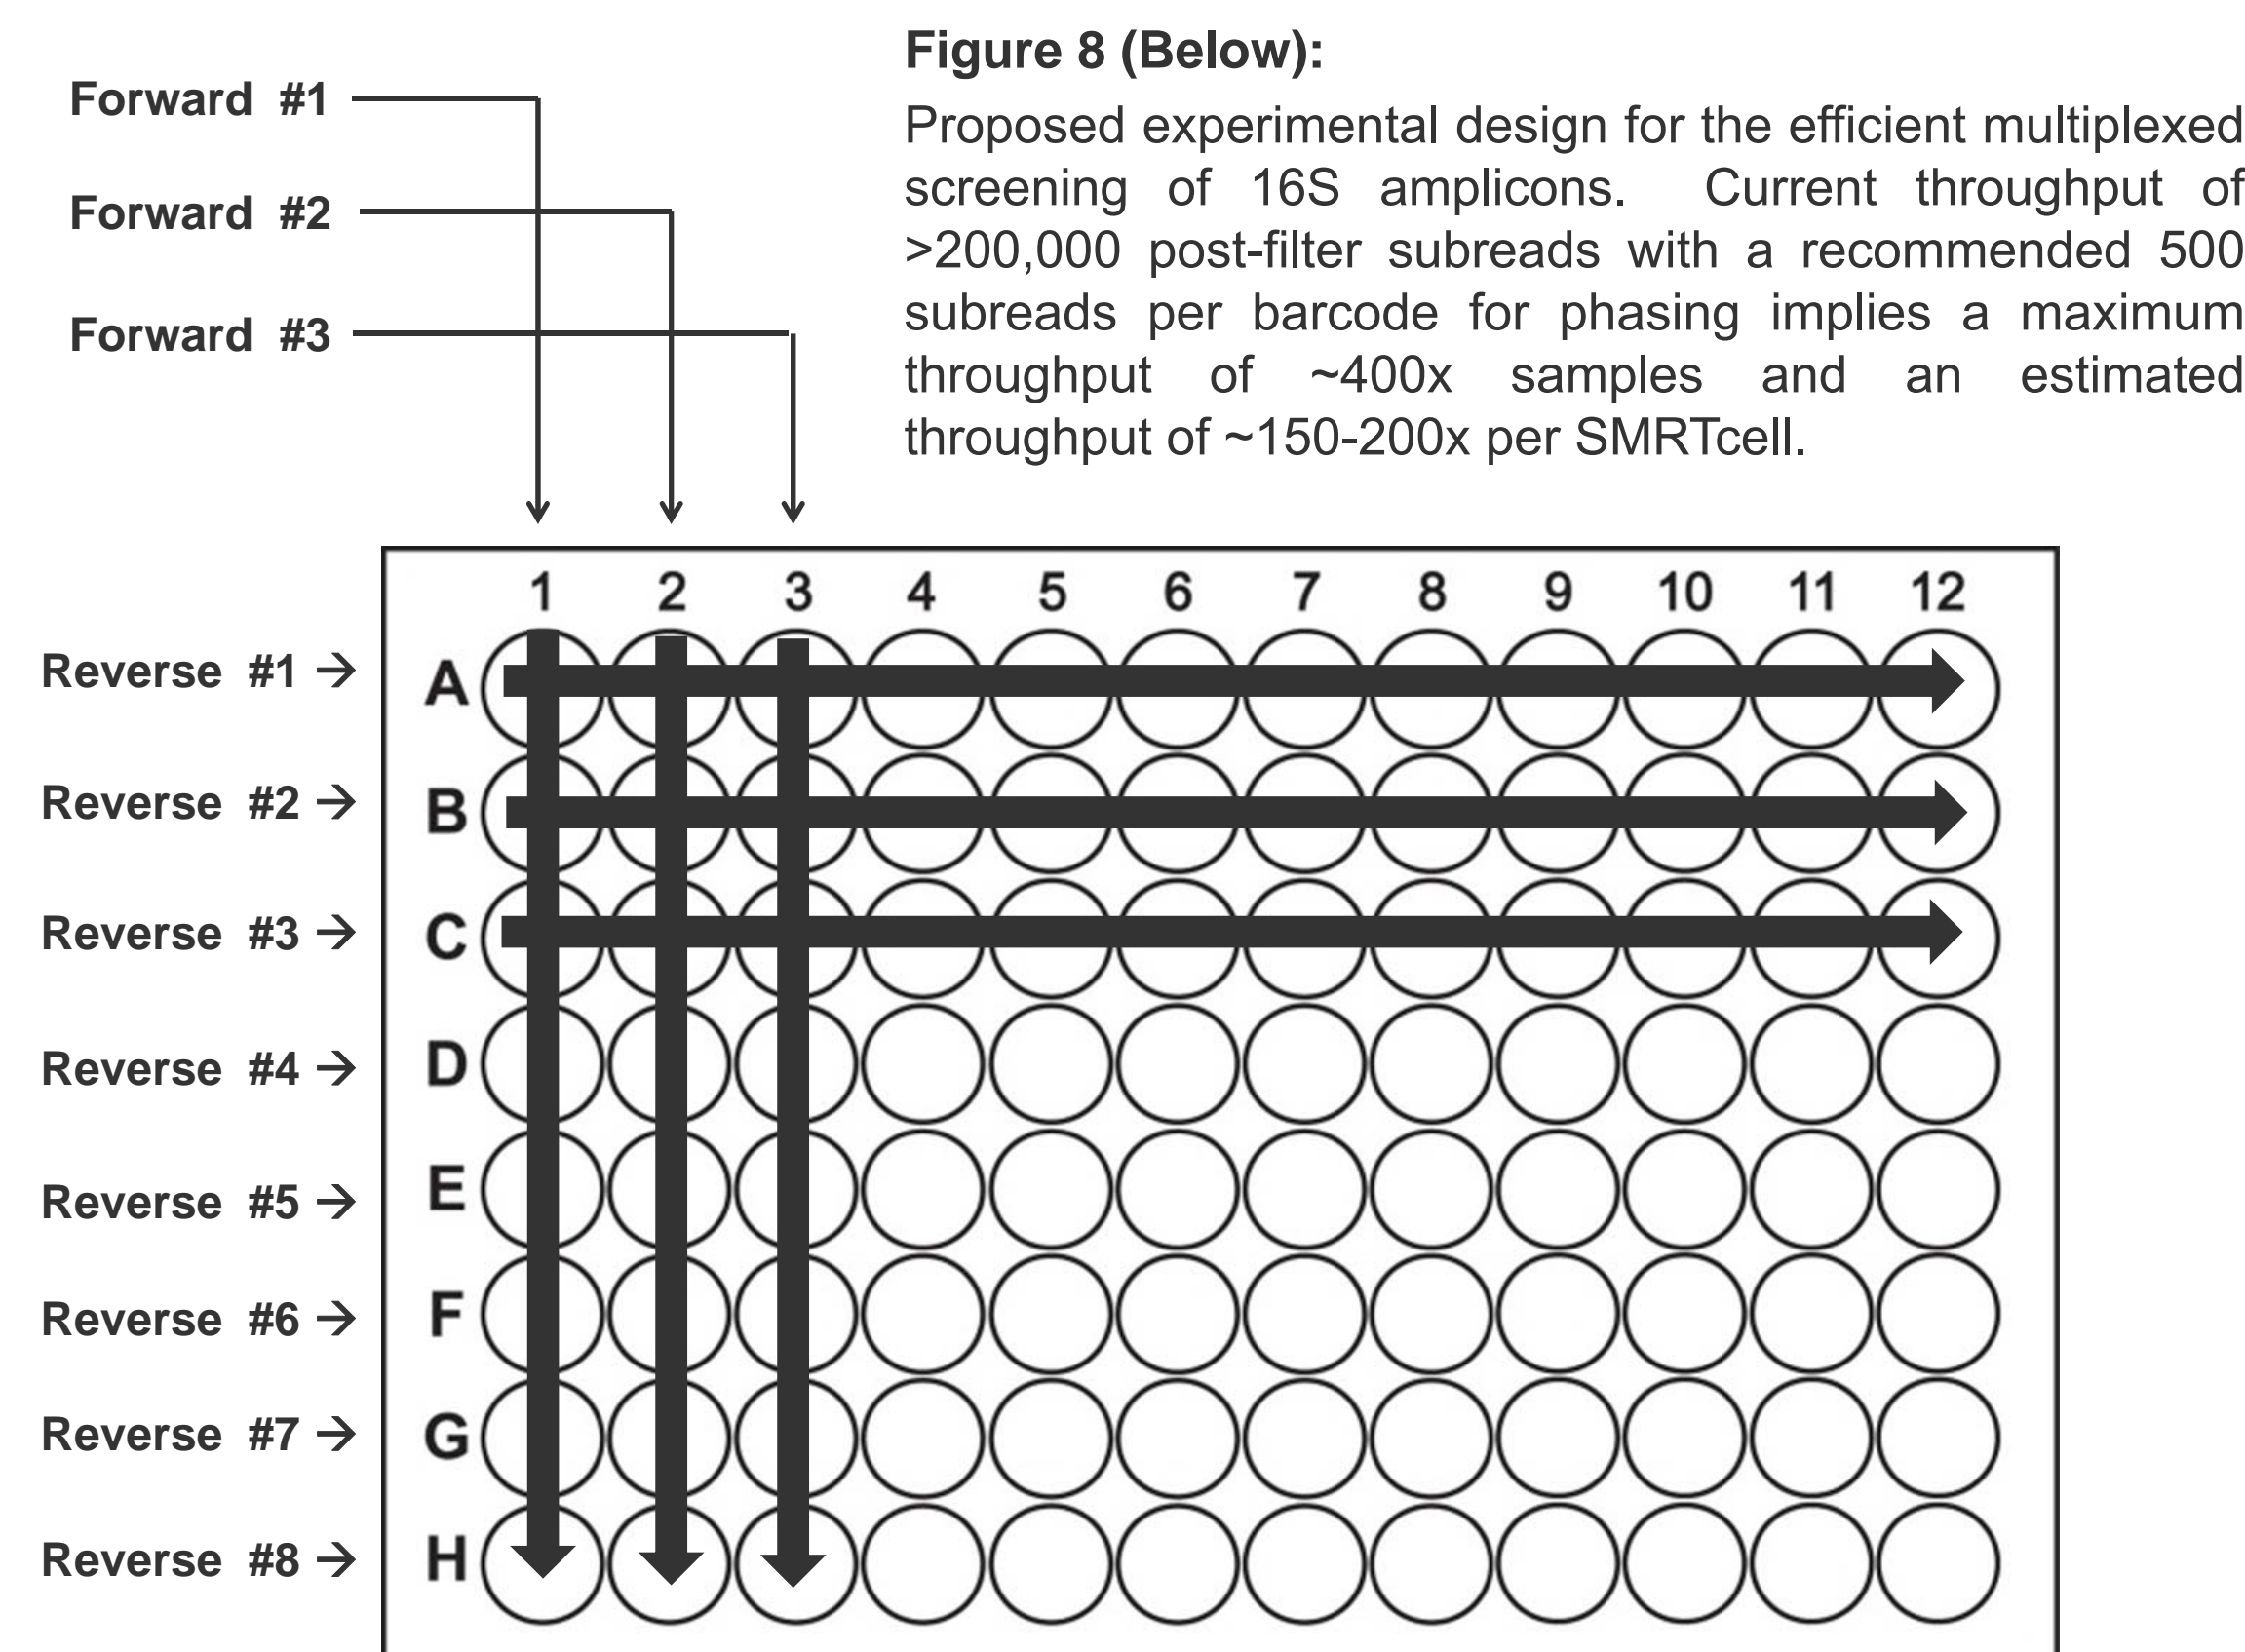 Figure 8 (Below):
Proposed experimental design for the efficient multiplexed
screening of 16S amplicons. Current throughput of
>200,000 post-filter subreads with a recommended 500
subreads per barcode for phasing implies a maximum
throughput of ~400x samples and an estimated
throughput of ~150-200x per SMRTcell.
Forward #1
Forward #2
Forward #3
1 2 3 4 5 6 7 8 9 10 11 12
Reverse #1 → A
Reverse #2 → B
Reverse #3 → C
Reverse #4 → D
Reverse #5 → E
Reverse #6 → F
Reverse #7 → G
Reverse #8 → H